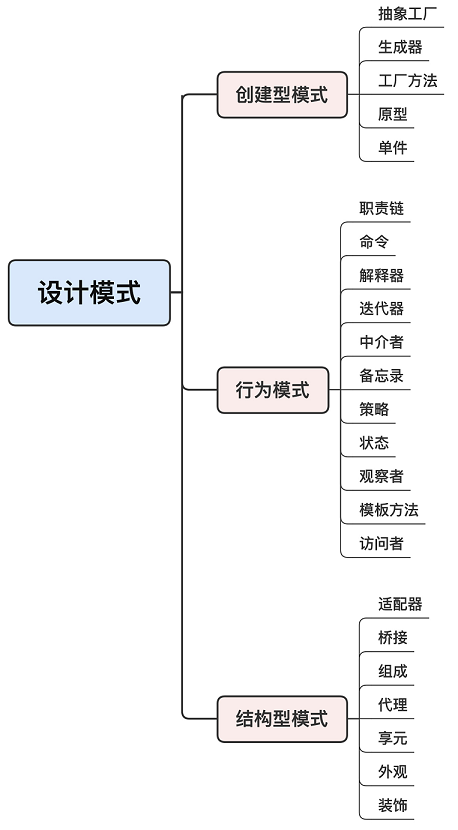 设计模式
创建型模式
抽象工厂
生成器
工厂方法
原型
单件
行为模式
职责链
命令
解释器
迭代器
中介者
备忘录
策略
状态
观察者
模板方法
访问者
结构型模式
适配器
桥接
组成
代理
享元
外观
装饰